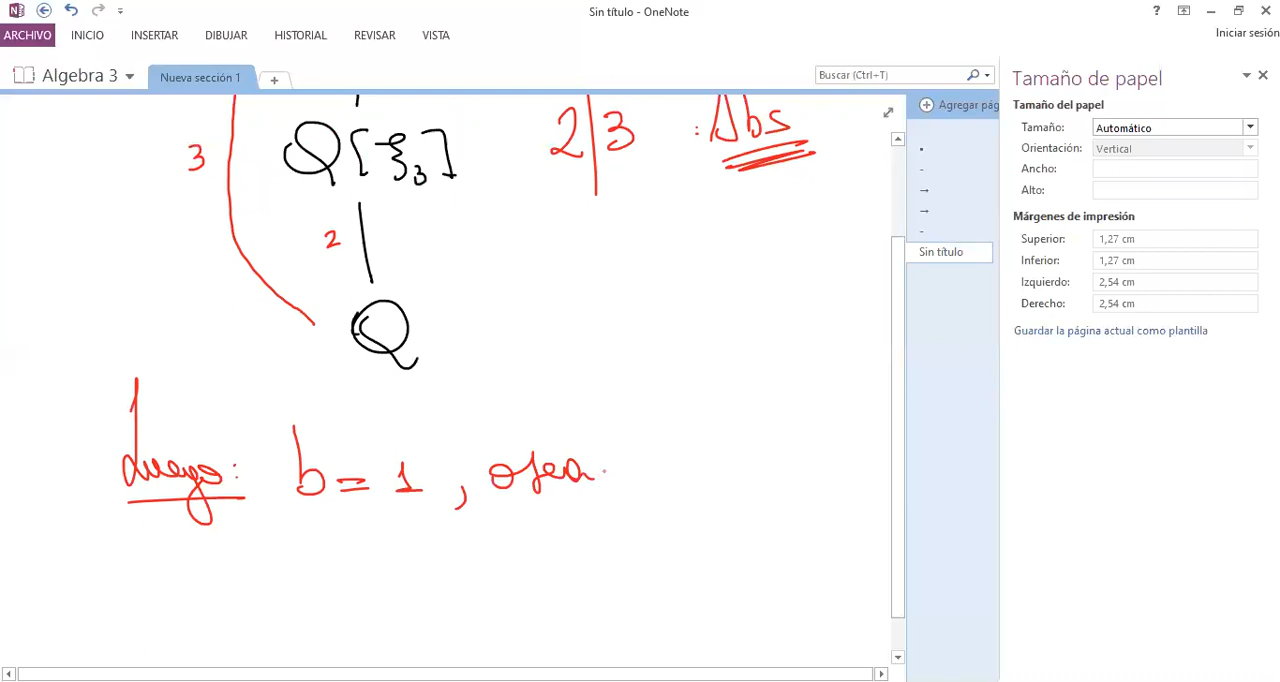 Sin título - OneNote
ARCHIVO INICIO INSERTAR DIBUJAR HISTORIAL REVISAR VISTA
Iniciar sesión
Algebra 3 Nueva sección 1
Buscar (Ctrl+T)
Agregar pág
Sin título
Tamaño de papel
Tamaño del papel
Tamaño: Automático
Orientación: Vertical
Ancho:
Alto:
Márgenes de impresión
Superior: 1,27 cm
Inferior: 1,27 cm
Izquierdo: 2,54 cm
Derecho: 2,54 cm
Guardar la página actual como plantilla
3 Q[ξ₃] 2|3 : Abs
2
Q
Luego: b = 1, osea